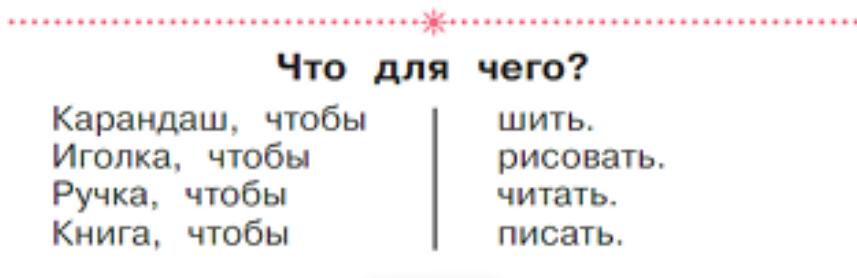 Что для чего?
Карандаш, чтобы | шить.
Иголка, чтобы | рисовать.
Ручка, чтобы | читать.
Книга, чтобы | писать.